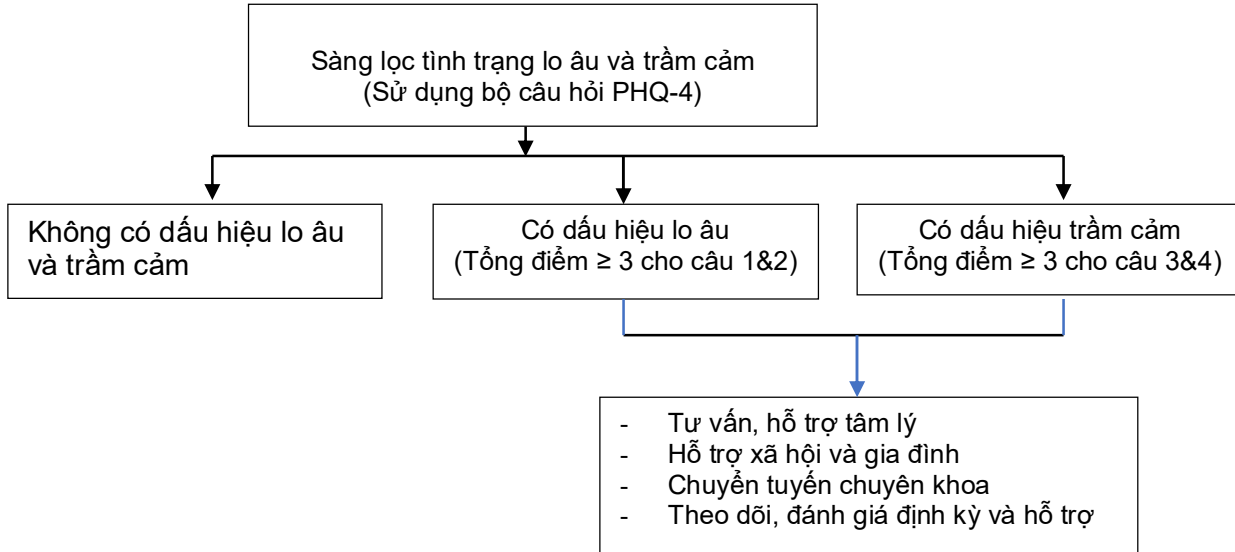 Sàng lọc tình trạng lo âu và trầm cảm
(Sử dụng bộ câu hỏi PHQ-4)
Không có dấu hiệu lo âu
và trầm cảm
Có dấu hiệu lo âu
(Tổng điểm ≥ 3 cho câu 1&2)
Có dấu hiệu trầm cảm
(Tổng điểm ≥ 3 cho câu 3&4)
- Tư vấn, hỗ trợ tâm lý
- Hỗ trợ xã hội và gia đình
- Chuyển tuyến chuyên khoa
- Theo dõi, đánh giá định kỳ và hỗ trợ